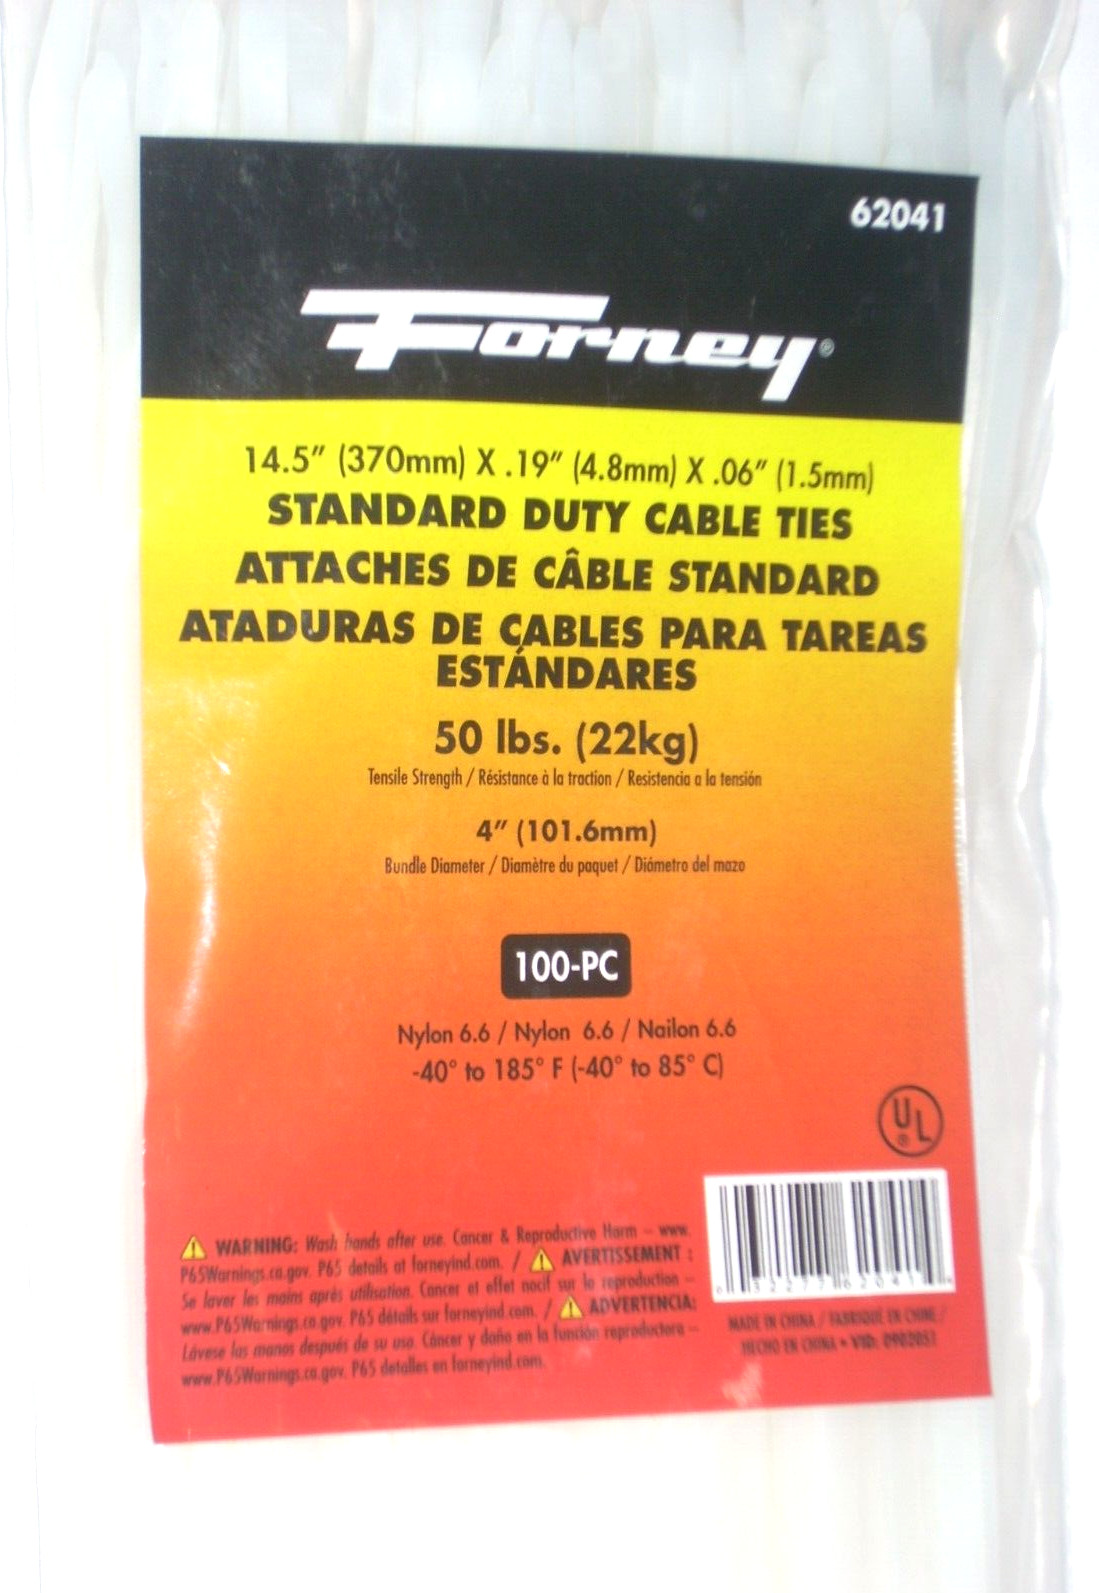 62041
Forney®
14.5" (370mm) X .19" (4.8mm) X .06" (1.5mm)
STANDARD DUTY CABLE TIES
ATTACHES DE CÂBLE STANDARD
ATADURAS DE CABLES PARA TAREAS
ESTÁNDARES
50 lbs. (22kg)
Tensile Strength / Résistance à la traction / Resistencia a la tensión
4" (101.6mm)
Bundle Diameter / Diamètre du paquet / Diámetro del mazo
100-PC
Nylon 6.6 / Nylon 6.6 / Nailon 6.6
-40° to 185° F (-40° to 85° C)
UL®
WARNING: Wash hands after use. Cancer & Reproductive Harm – www.
P65Warnings.ca.gov. P65 details at forneyind.com. / AVERTISSEMENT :
Se laver les mains après utilisation. Cancer et effet nocif sur la reproduction –
www.P65Warnings.ca.gov. P65 détails sur forneyind.com. / ADVERTENCIA:
Lávese las manos después de su uso. Cáncer y daño en la función reproductora –
www.P65Warnings.ca.gov. P65 detalles en forneyind.com.
MADE IN CHINA / FABRIQUÉ EN CHINE /
HECHO EN CHINA • VID: